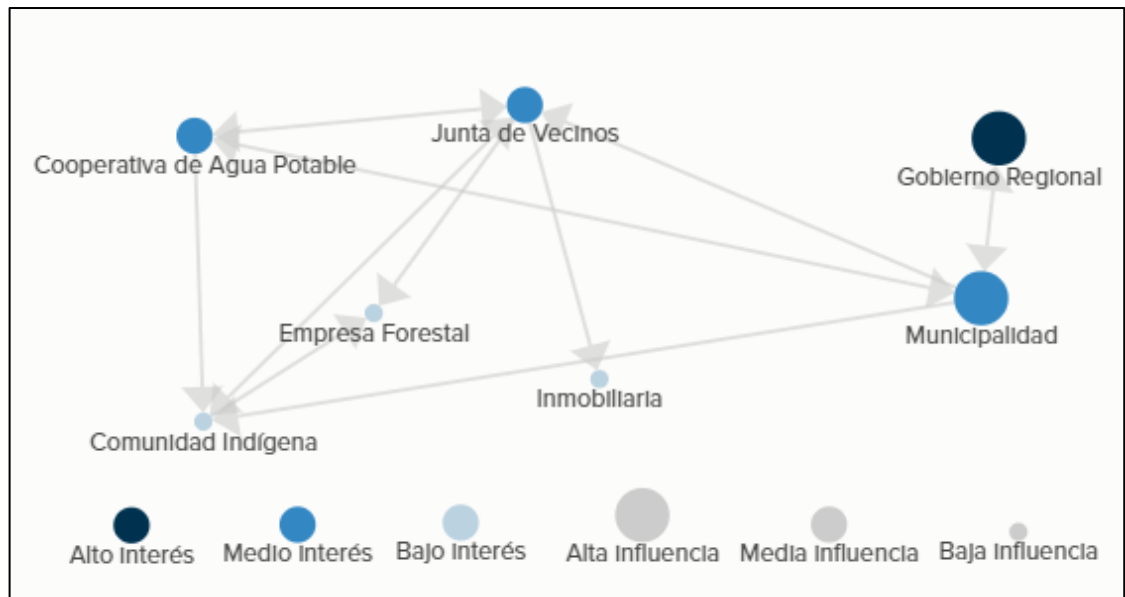 Junta de Vecinos
Cooperativa de Agua Potable
Gobierno Regional
Empresa Forestal
Municipalidad
Inmobiliaria
Comunidad Indígena
Alto Interés
Medio Interés
Bajo Interés
Alta Influencia
Media Influencia
Baja Influencia